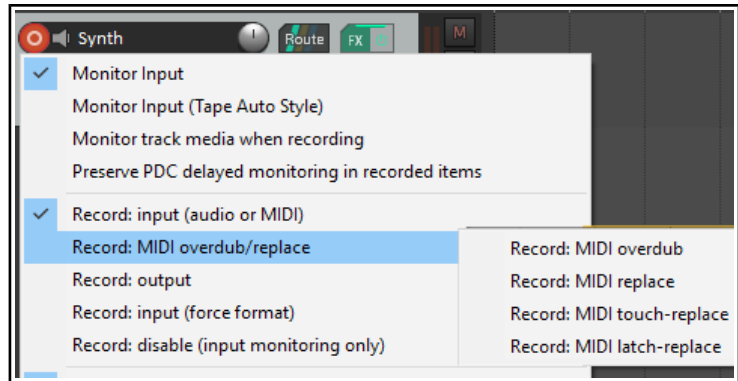 Synth
Route
FX
M
Monitor Input
Monitor Input (Tape Auto Style)
Monitor track media when recording
Preserve PDC delayed monitoring in recorded items
Record: input (audio or MIDI)
Record: MIDI overdub/replace
Record: output
Record: input (force format)
Record: disable (input monitoring only)
Record: MIDI overdub
Record: MIDI replace
Record: MIDI touch-replace
Record: MIDI latch-replace